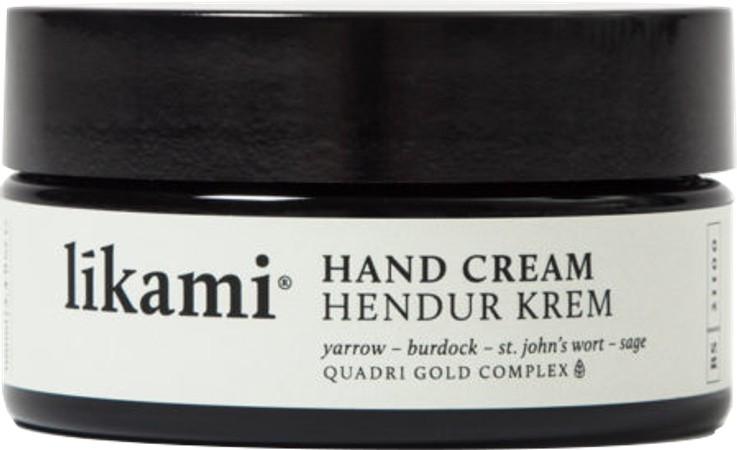 likami®
HAND CREAM
HENDUR KREM
yarrow – burdock – st. john's wort – sage
QUADRI GOLD COMPLEX